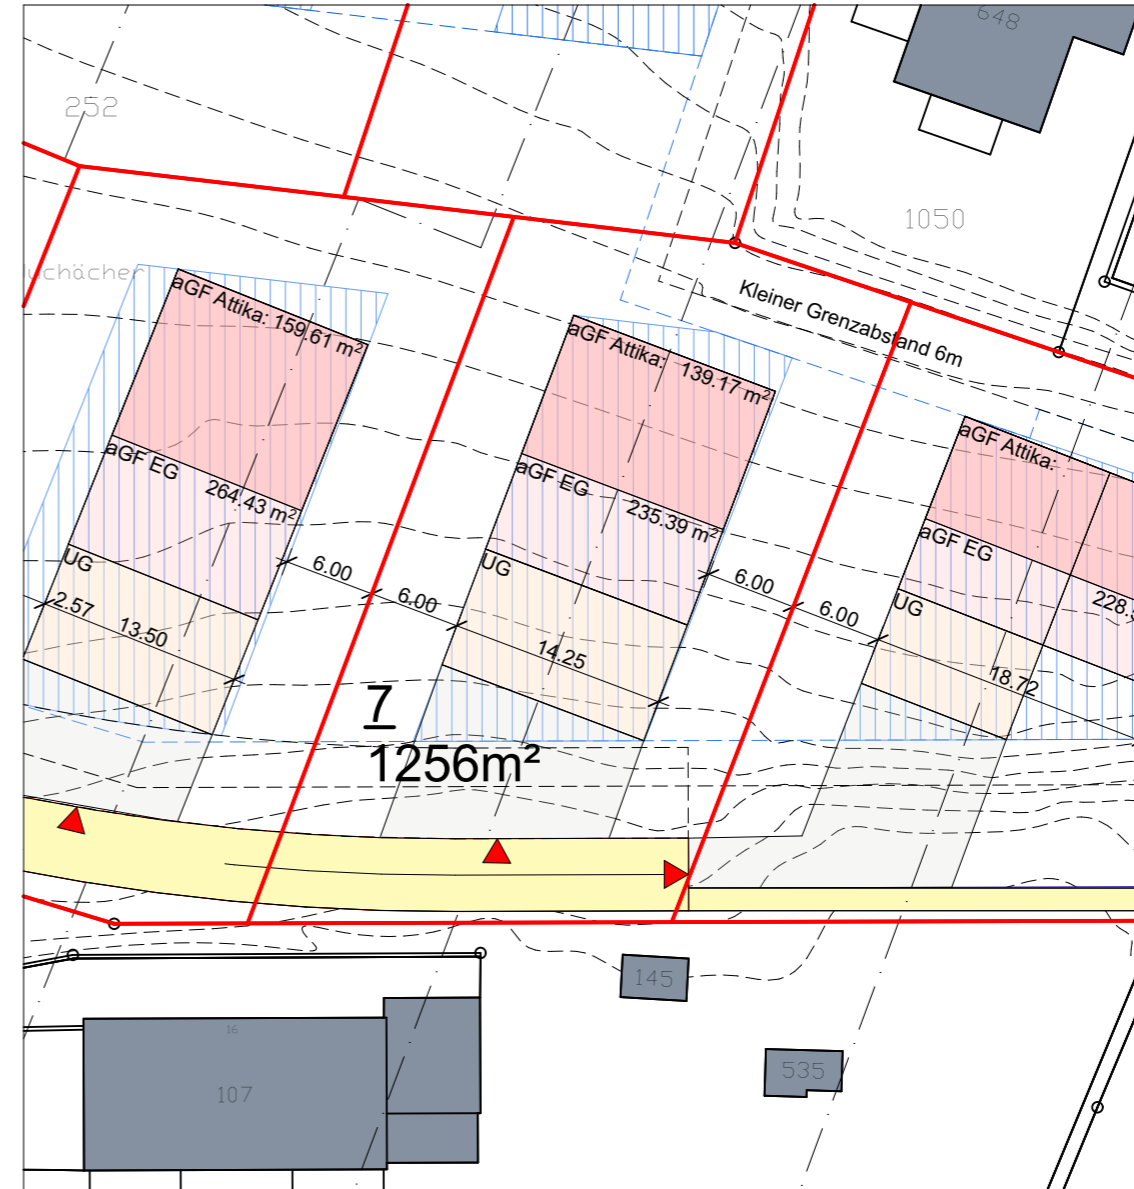 648
252
1050
uchächer
Kleiner Grenzabstand 6m
aGF Attika: 159.61 m²
aGF Attika: 139.17 m²
aGF Attika:
aGF EG 264.43 m²
aGF EG 235.39 m²
aGF EG 228.
UG
UG
UG
6.00
6.00
6.00
6.00
2.57
13.50
14.25
18.72
7
1256m²
145
16
107
535